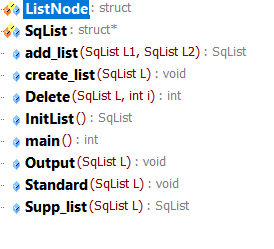 ListNode : struct
SqList : struct*
add_list (SqList L1, SqList L2) : SqList
create_list (SqList L) : void
Delete (SqList L, int i) : int
InitList () : SqList
main () : int
Output (SqList L) : void
Standard (SqList L) : void
Supp_list (SqList L) : SqList